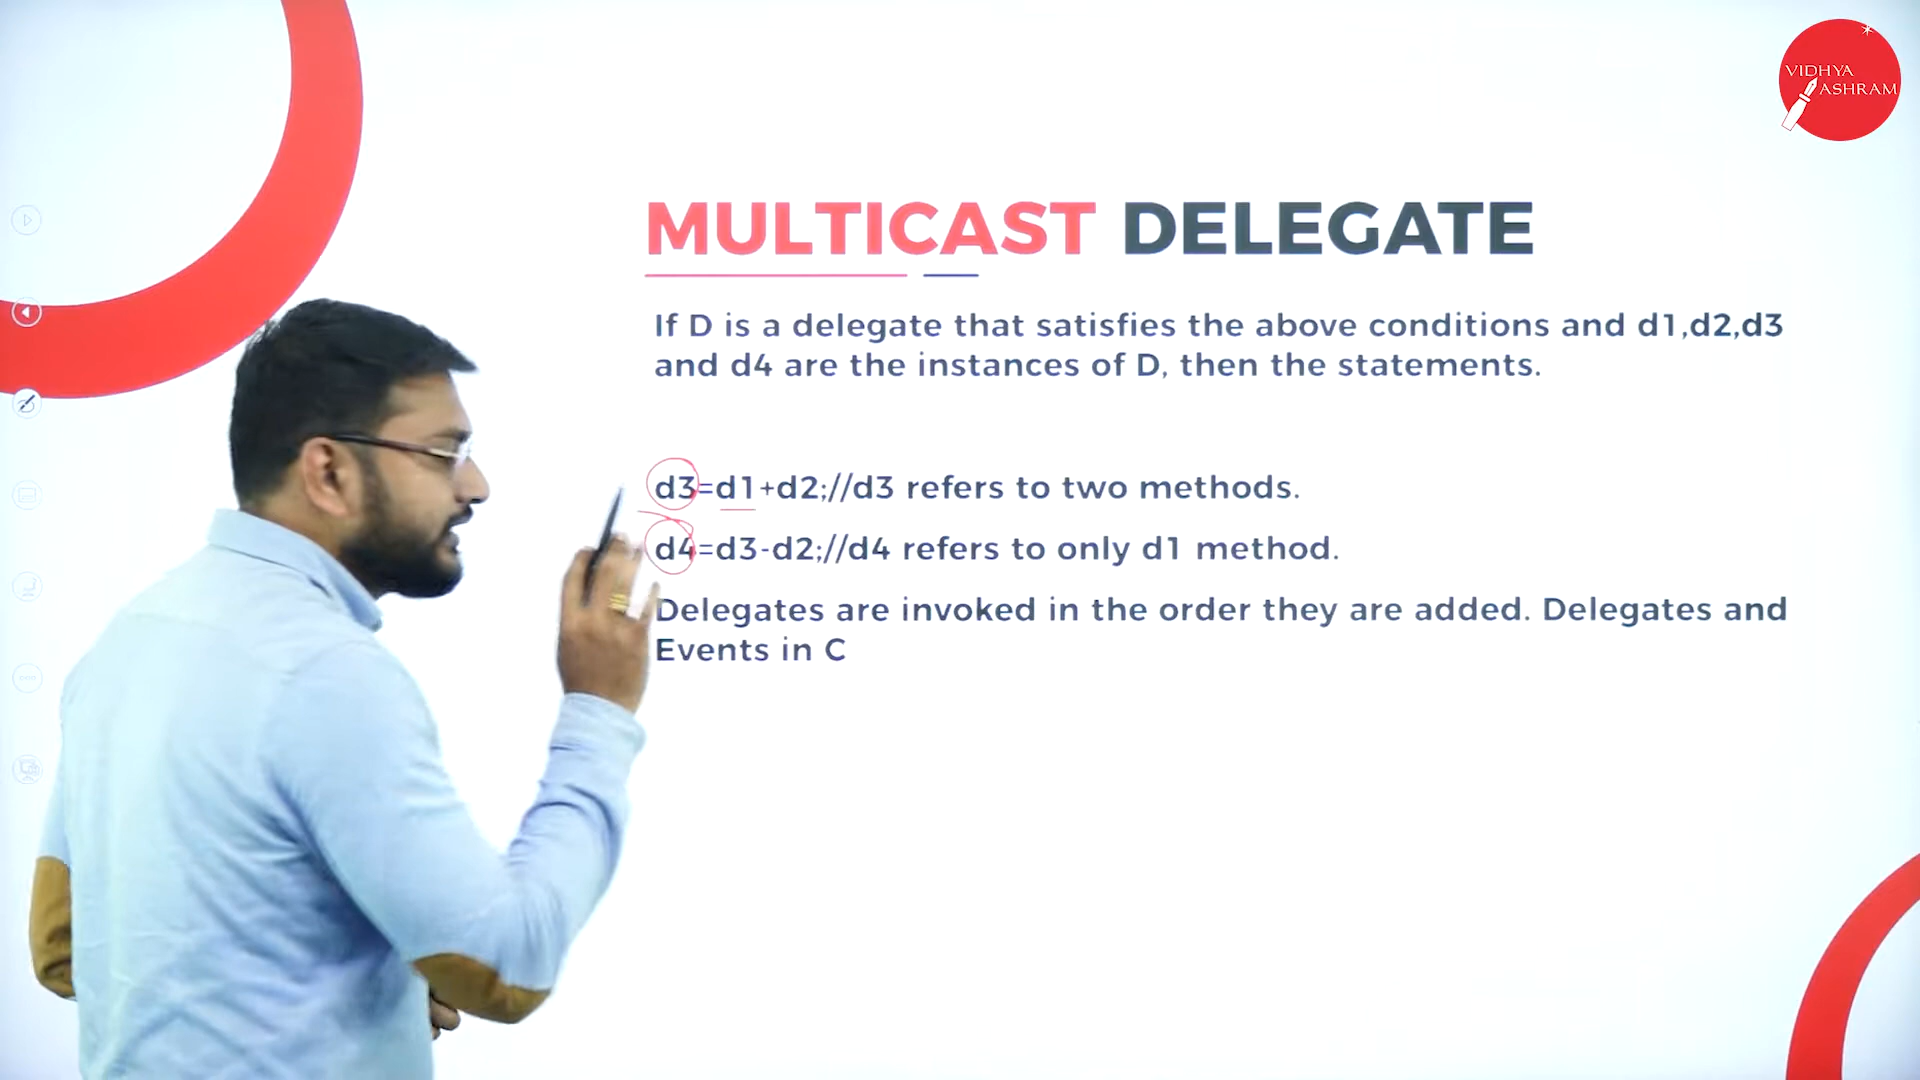 VIDHYA
ASHRAM
MULTICAST DELEGATE
If D is a delegate that satisfies the above conditions and d1,d2,d3
and d4 are the instances of D, then the statements.
d3=d1+d2;//d3 refers to two methods.
d4=d3-d2;//d4 refers to only d1 method.
Delegates are invoked in the order they are added. Delegates and
Events in C